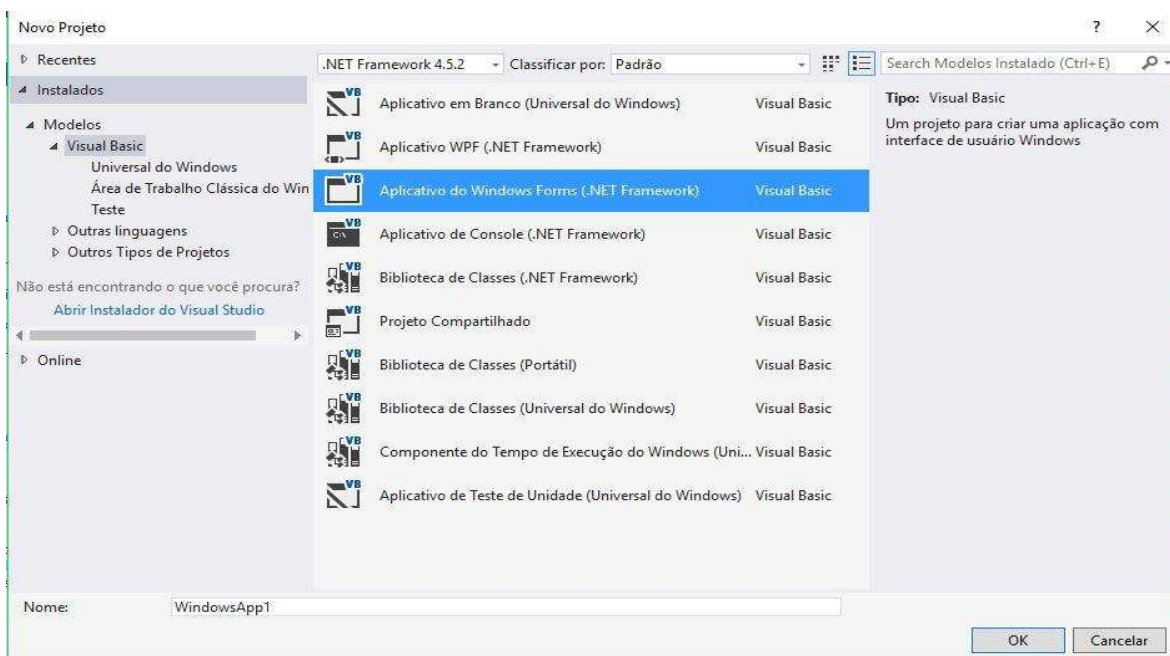 Novo Projeto
? ×
Recentes
Instalados
Modelos
Visual Basic
Universal do Windows
Área de Trabalho Clássica do Win
Teste
Outras linguagens
Outros Tipos de Projetos
Não está encontrando o que você procura?
Abrir Instalador do Visual Studio
Online
.NET Framework 4.5.2 Classificar por: Padrão
Search Modelos Instalado (Ctrl+E)
Aplicativo em Branco (Universal do Windows) Visual Basic
Aplicativo WPF (.NET Framework) Visual Basic
Aplicativo do Windows Forms (.NET Framework) Visual Basic
Aplicativo de Console (.NET Framework) Visual Basic
Biblioteca de Classes (.NET Framework) Visual Basic
Projeto Compartilhado Visual Basic
Biblioteca de Classes (Portátil) Visual Basic
Biblioteca de Classes (Universal do Windows) Visual Basic
Componente do Tempo de Execução do Windows (Uni... Visual Basic
Aplicativo de Teste de Unidade (Universal do Windows) Visual Basic
Tipo: Visual Basic
Um projeto para criar uma aplicação com
interface de usuário Windows
Nome: WindowsApp1
OK Cancelar